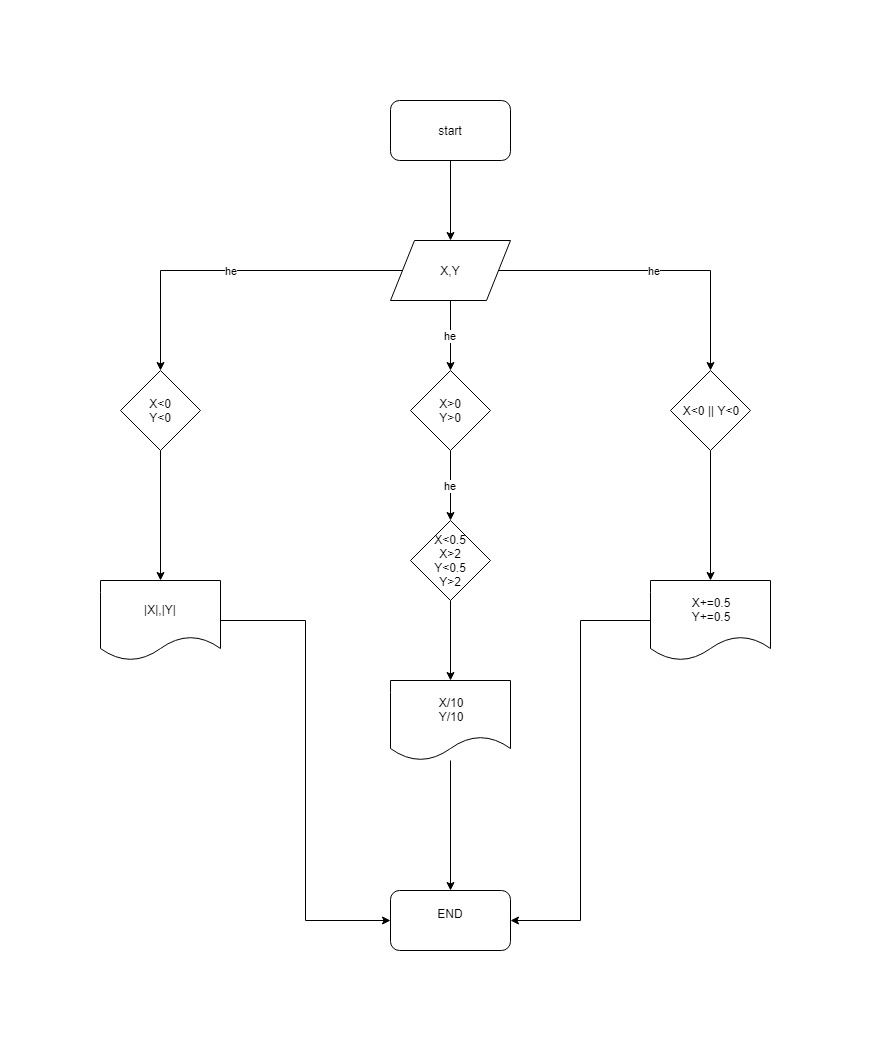 start
X,Y
he
he
he
X<0
Y<0
X>0
Y>0
X<0 || Y<0
he
X<0.5
X>2
Y<0.5
Y>2
|X|,|Y|
X+=0.5
Y+=0.5
X/10
Y/10
END